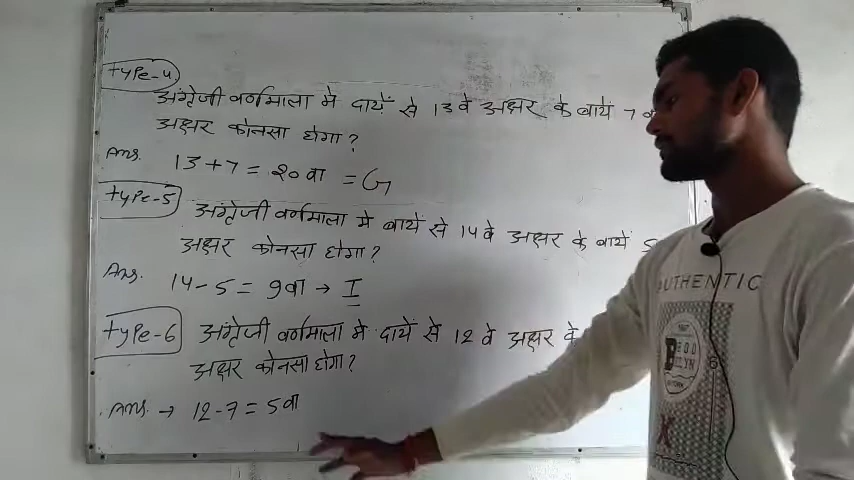 type-4
अंग्रेजी वर्णमाला मे दायें से 13 वे अक्षर के बायें 7
अक्षर कोनसा होगा?
Ans. 13+7 = 20 वा = G
type-5
अंग्रेजी वर्णमाला मे बायें से 14 वे अक्षर के बायें 5
अक्षर कोनसा होगा?
Ans. 14-5 = 9वा → I
type-6
अंग्रेजी वर्णमाला मे दायें से 12 वे अक्षर के
अक्षर कोनसा होगा?
Ans. → 12-7 = 5 वा
AUTHENTIC